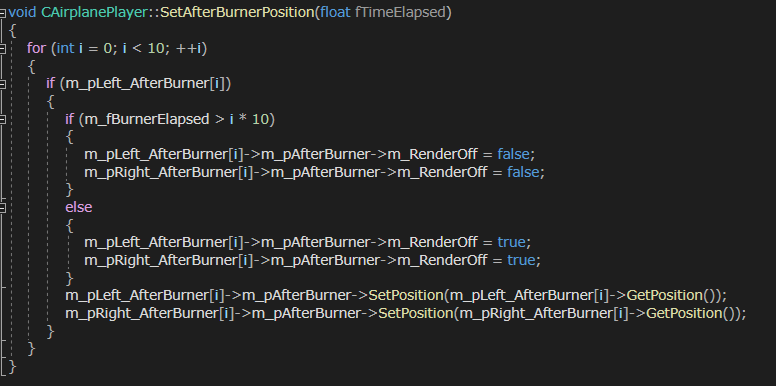 void CAirplanePlayer::SetAfterBurnerPosition(float fTimeElapsed)
{
for (int i = 0; i < 10; ++i)
{
if (m_pLeft_AfterBurner[i])
{
if (m_fBurnerElapsed > i * 10)
{
m_pLeft_AfterBurner[i]->m_pAfterBurner->m_RenderOff = false;
m_pRight_AfterBurner[i]->m_pAfterBurner->m_RenderOff = false;
}
else
{
m_pLeft_AfterBurner[i]->m_pAfterBurner->m_RenderOff = true;
m_pRight_AfterBurner[i]->m_pAfterBurner->m_RenderOff = true;
}
m_pLeft_AfterBurner[i]->m_pAfterBurner->SetPosition(m_pLeft_AfterBurner[i]->GetPosition());
m_pRight_AfterBurner[i]->m_pAfterBurner->SetPosition(m_pRight_AfterBurner[i]->GetPosition());
}
}
}